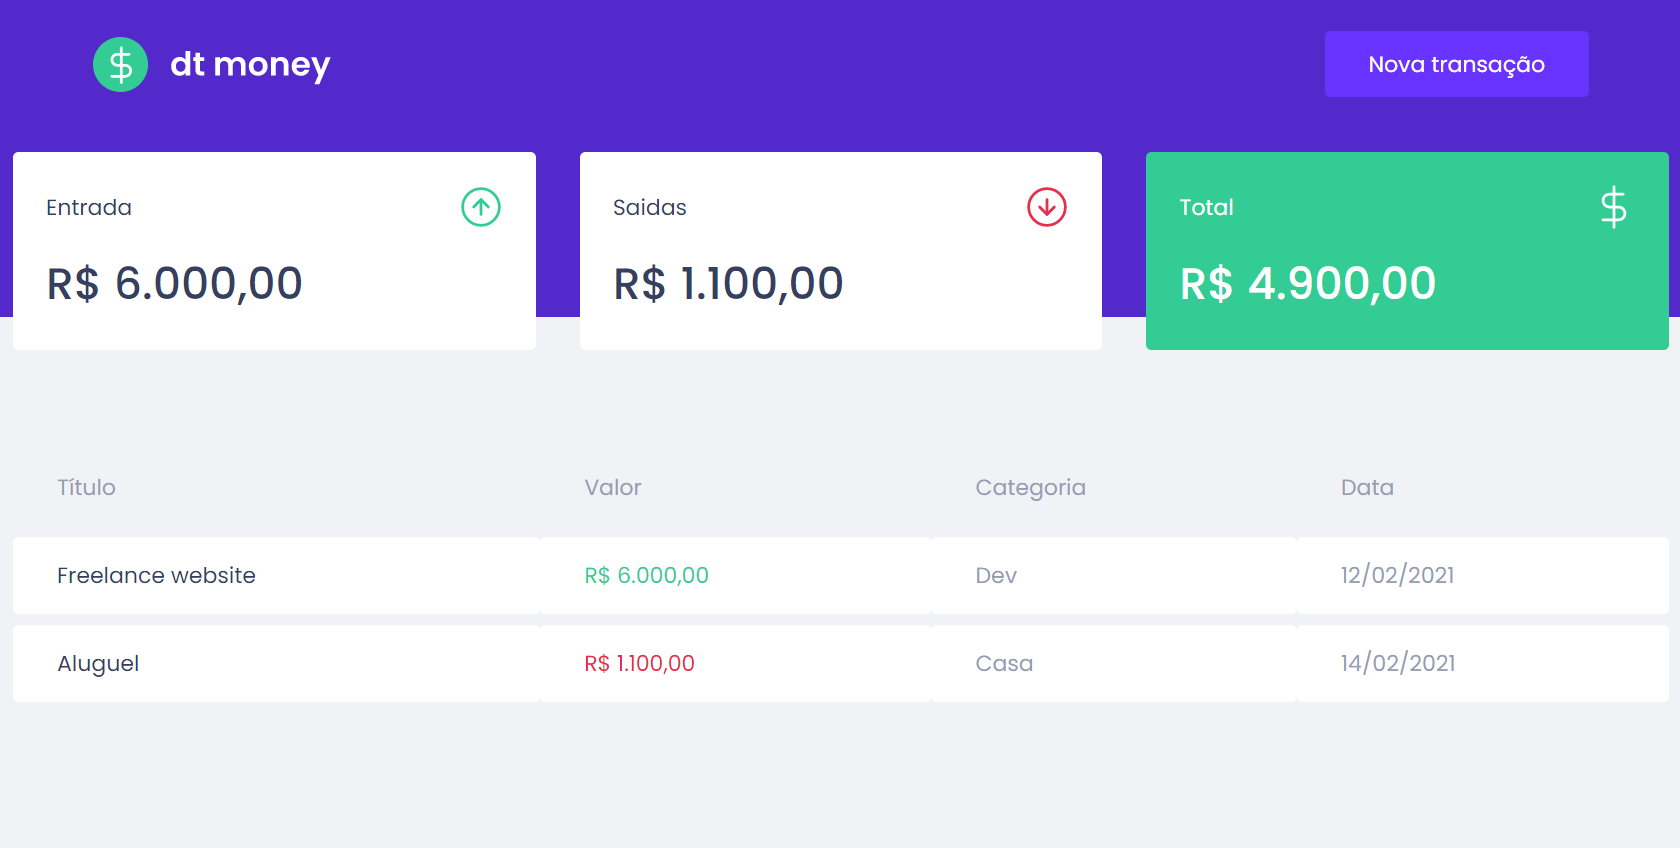 dt money
Nova transação
Entrada
Saidas
Total
R$ 6.000,00
R$ 1.100,00
R$ 4.900,00
Título Valor Categoria Data
Freelance website R$ 6.000,00 Dev 12/02/2021
Aluguel R$ 1.100,00 Casa 14/02/2021